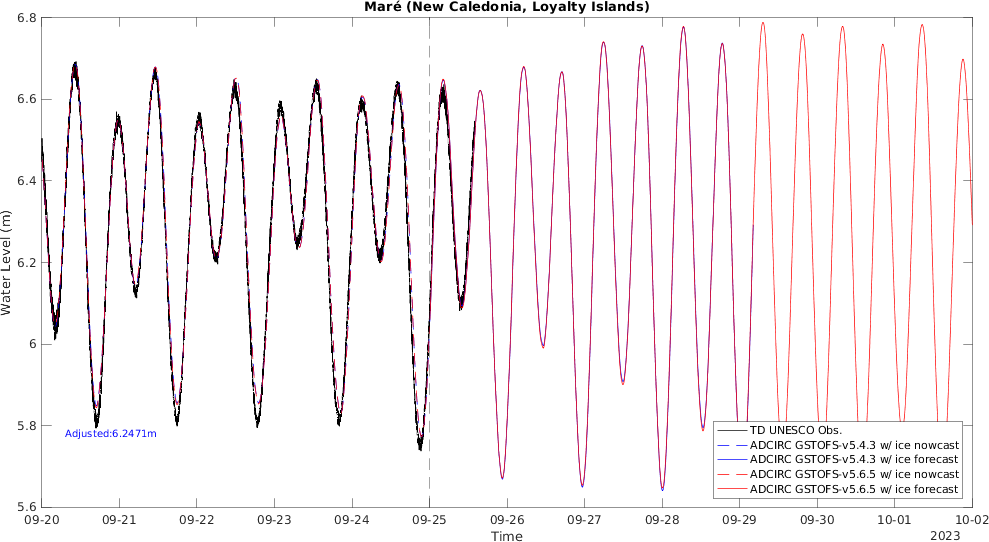 Maré (New Caledonia, Loyalty Islands)
6.8
6.6
6.4
6.2
6
5.8
5.6
Water Level (m)
Adjusted:6.2471m
TD UNESCO Obs.
ADCIRC GSTOFS-v5.4.3 w/ ice nowcast
ADCIRC GSTOFS-v5.4.3 w/ ice forecast
ADCIRC GSTOFS-v5.6.5 w/ ice nowcast
ADCIRC GSTOFS-v5.6.5 w/ ice forecast
09-20 09-21 09-22 09-23 09-24 09-25 09-26 09-27 09-28 09-29 09-30 10-01 10-02
Time
2023